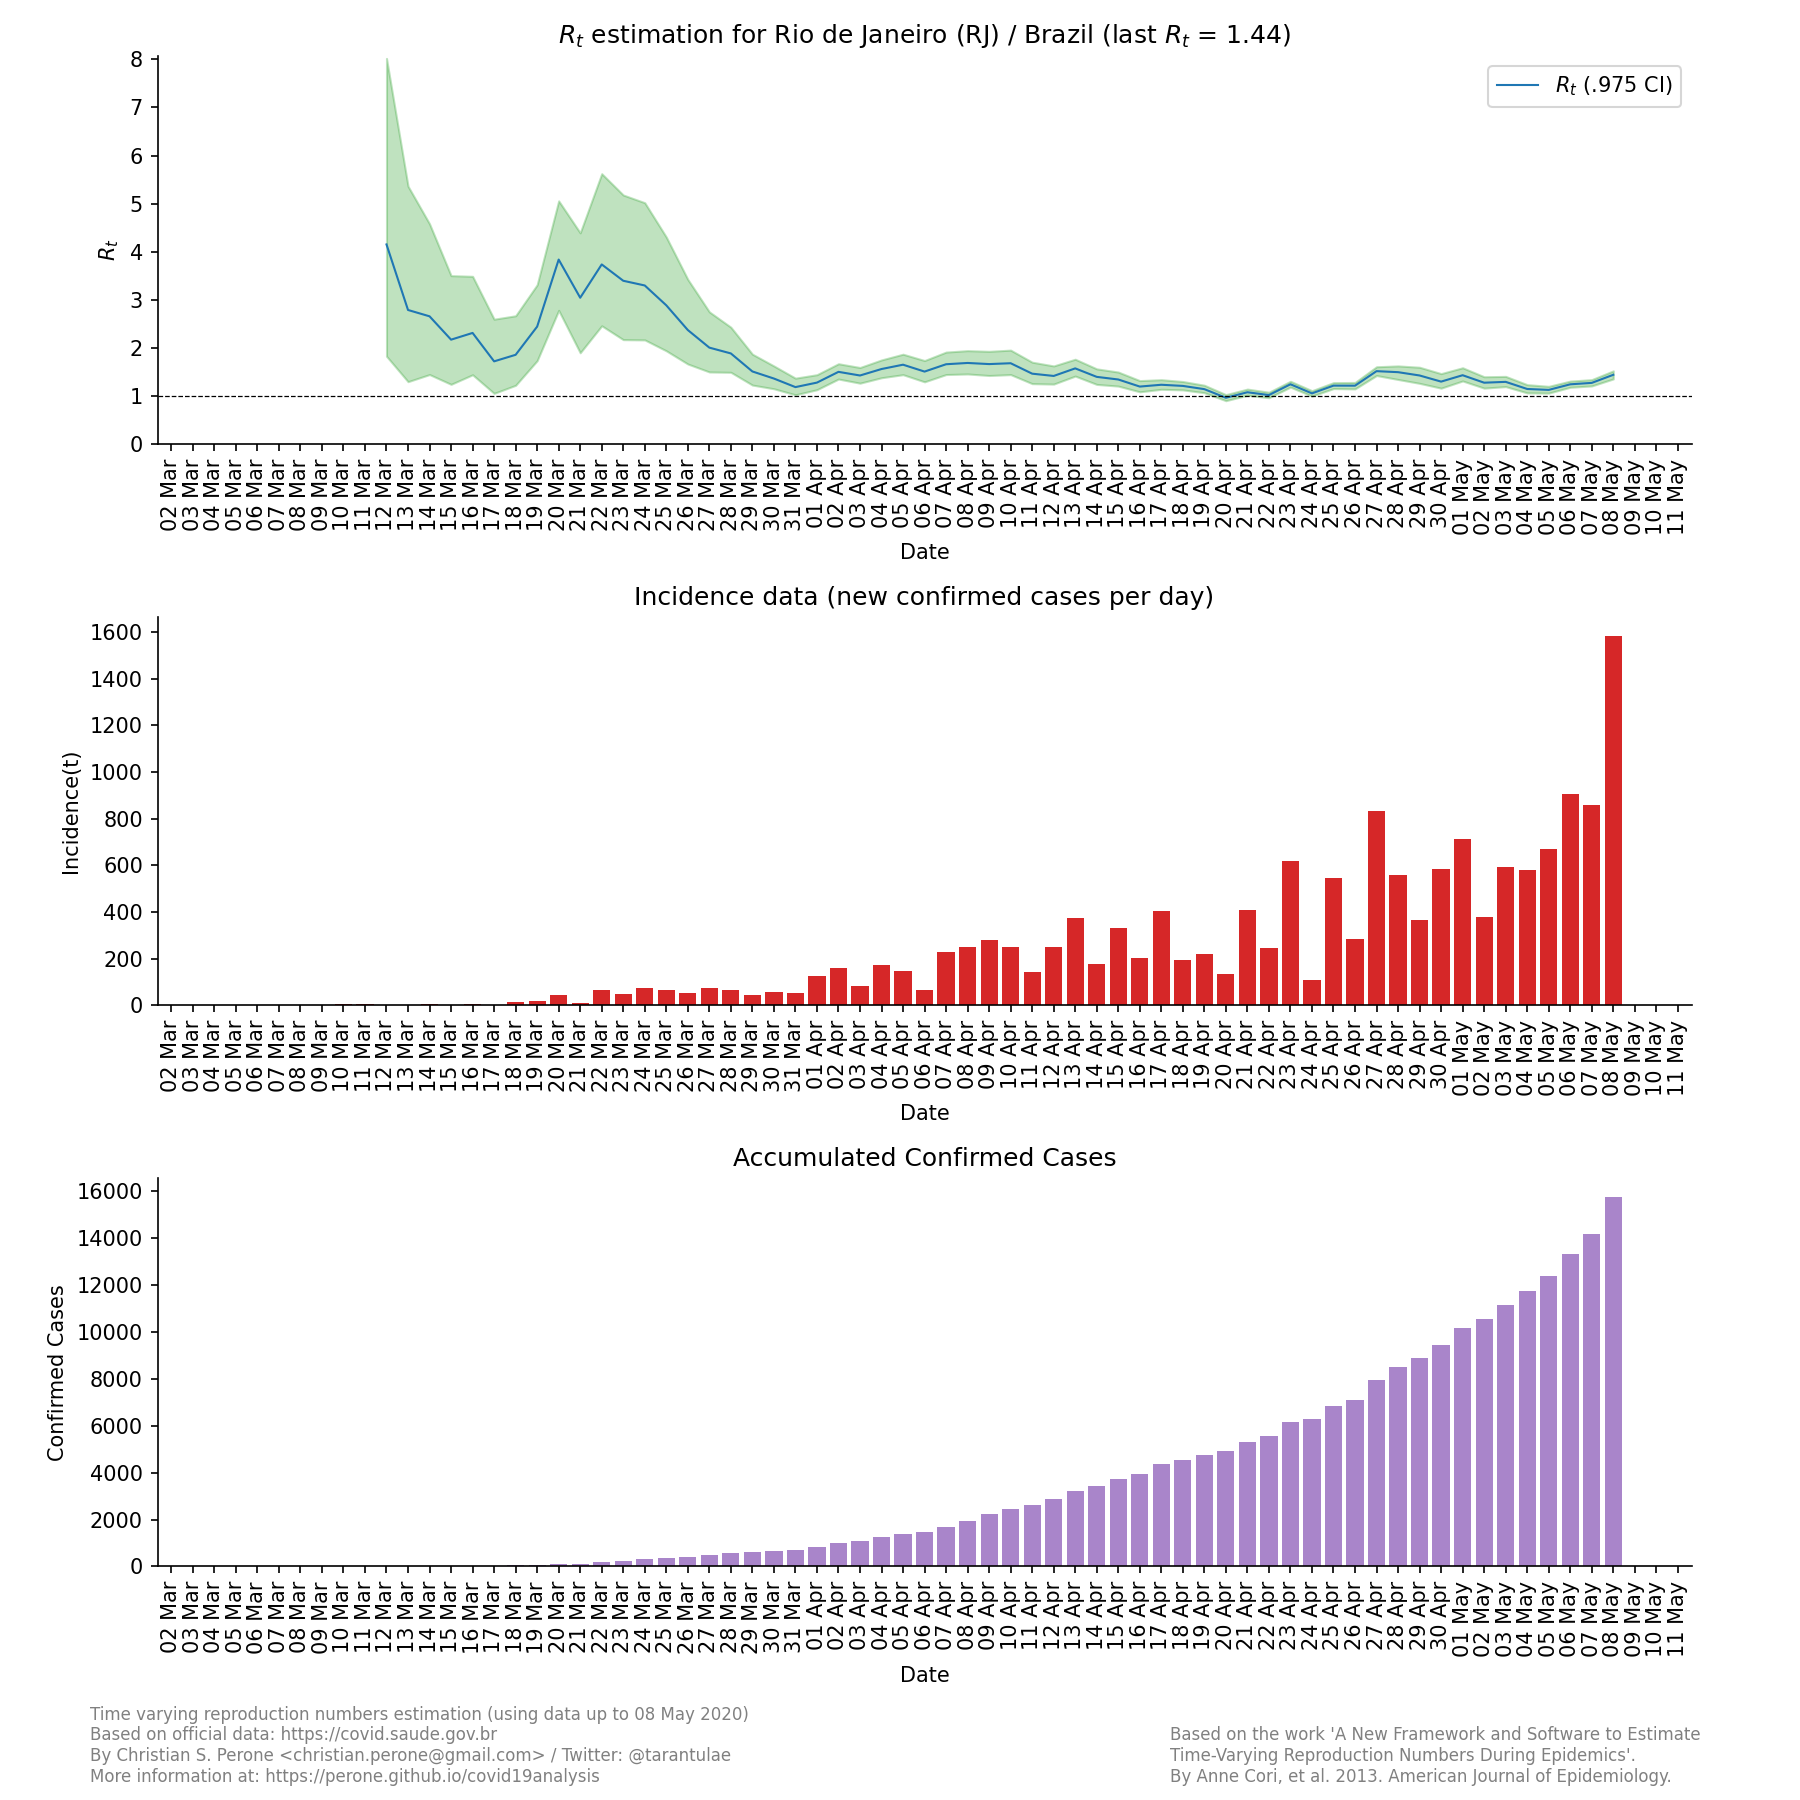 Rt estimation for Rio de Janeiro (RJ) / Brazil (last Rt = 1.44)
8
7
6
5
4
3
2
1
0
Rt
Rt (.975 CI)
02 Mar 03 Mar 04 Mar 05 Mar 06 Mar 07 Mar 08 Mar 09 Mar 10 Mar 11 Mar 12 Mar 13 Mar 14 Mar 15 Mar 16 Mar 17 Mar 18 Mar 19 Mar 20 Mar 21 Mar 22 Mar 23 Mar 24 Mar 25 Mar 26 Mar 27 Mar 28 Mar 29 Mar 30 Mar 31 Mar 01 Apr 02 Apr 03 Apr 04 Apr 05 Apr 06 Apr 07 Apr 08 Apr 09 Apr 10 Apr 11 Apr 12 Apr 13 Apr 14 Apr 15 Apr 16 Apr 17 Apr 18 Apr 19 Apr 20 Apr 21 Apr 22 Apr 23 Apr 24 Apr 25 Apr 26 Apr 27 Apr 28 Apr 29 Apr 30 Apr 01 May 02 May 03 May 04 May 05 May 06 May 07 May 08 May 09 May 10 May 11 May
Date
Incidence data (new confirmed cases per day)
1600
1400
1200
1000
800
600
400
200
0
Incidence(t)
02 Mar 03 Mar 04 Mar 05 Mar 06 Mar 07 Mar 08 Mar 09 Mar 10 Mar 11 Mar 12 Mar 13 Mar 14 Mar 15 Mar 16 Mar 17 Mar 18 Mar 19 Mar 20 Mar 21 Mar 22 Mar 23 Mar 24 Mar 25 Mar 26 Mar 27 Mar 28 Mar 29 Mar 30 Mar 31 Mar 01 Apr 02 Apr 03 Apr 04 Apr 05 Apr 06 Apr 07 Apr 08 Apr 09 Apr 10 Apr 11 Apr 12 Apr 13 Apr 14 Apr 15 Apr 16 Apr 17 Apr 18 Apr 19 Apr 20 Apr 21 Apr 22 Apr 23 Apr 24 Apr 25 Apr 26 Apr 27 Apr 28 Apr 29 Apr 30 Apr 01 May 02 May 03 May 04 May 05 May 06 May 07 May 08 May 09 May 10 May 11 May
Date
Accumulated Confirmed Cases
16000
14000
12000
10000
8000
6000
4000
2000
0
Confirmed Cases
02 Mar 03 Mar 04 Mar 05 Mar 06 Mar 07 Mar 08 Mar 09 Mar 10 Mar 11 Mar 12 Mar 13 Mar 14 Mar 15 Mar 16 Mar 17 Mar 18 Mar 19 Mar 20 Mar 21 Mar 22 Mar 23 Mar 24 Mar 25 Mar 26 Mar 27 Mar 28 Mar 29 Mar 30 Mar 31 Mar 01 Apr 02 Apr 03 Apr 04 Apr 05 Apr 06 Apr 07 Apr 08 Apr 09 Apr 10 Apr 11 Apr 12 Apr 13 Apr 14 Apr 15 Apr 16 Apr 17 Apr 18 Apr 19 Apr 20 Apr 21 Apr 22 Apr 23 Apr 24 Apr 25 Apr 26 Apr 27 Apr 28 Apr 29 Apr 30 Apr 01 May 02 May 03 May 04 May 05 May 06 May 07 May 08 May 09 May 10 May 11 May
Date
Time varying reproduction numbers estimation (using data up to 08 May 2020)
Based on official data: https://covid.saude.gov.br
By Christian S. Perone <christian.perone@gmail.com> / Twitter: @tarantulae
More information at: https://perone.github.io/covid19analysis
Based on the work 'A New Framework and Software to Estimate
Time-Varying Reproduction Numbers During Epidemics'.
By Anne Cori, et al. 2013. American Journal of Epidemiology.